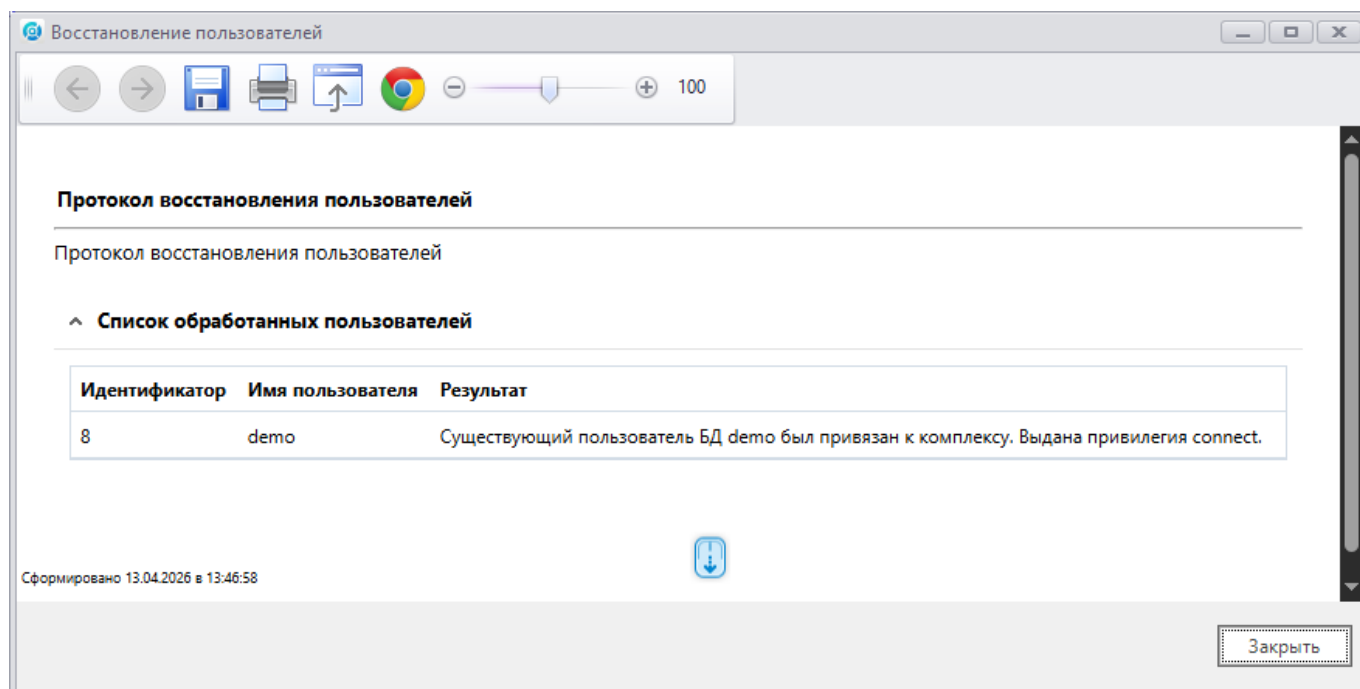 Восстановление пользователей
100
Протокол восстановления пользователей
Протокол восстановления пользователей
Список обработанных пользователей
Идентификатор Имя пользователя Результат
8 demo Существующий пользователь БД demo был привязан к комплексу. Выдана привилегия connect.
Сформировано 13.04.2026 в 13:46:58
Закрыть